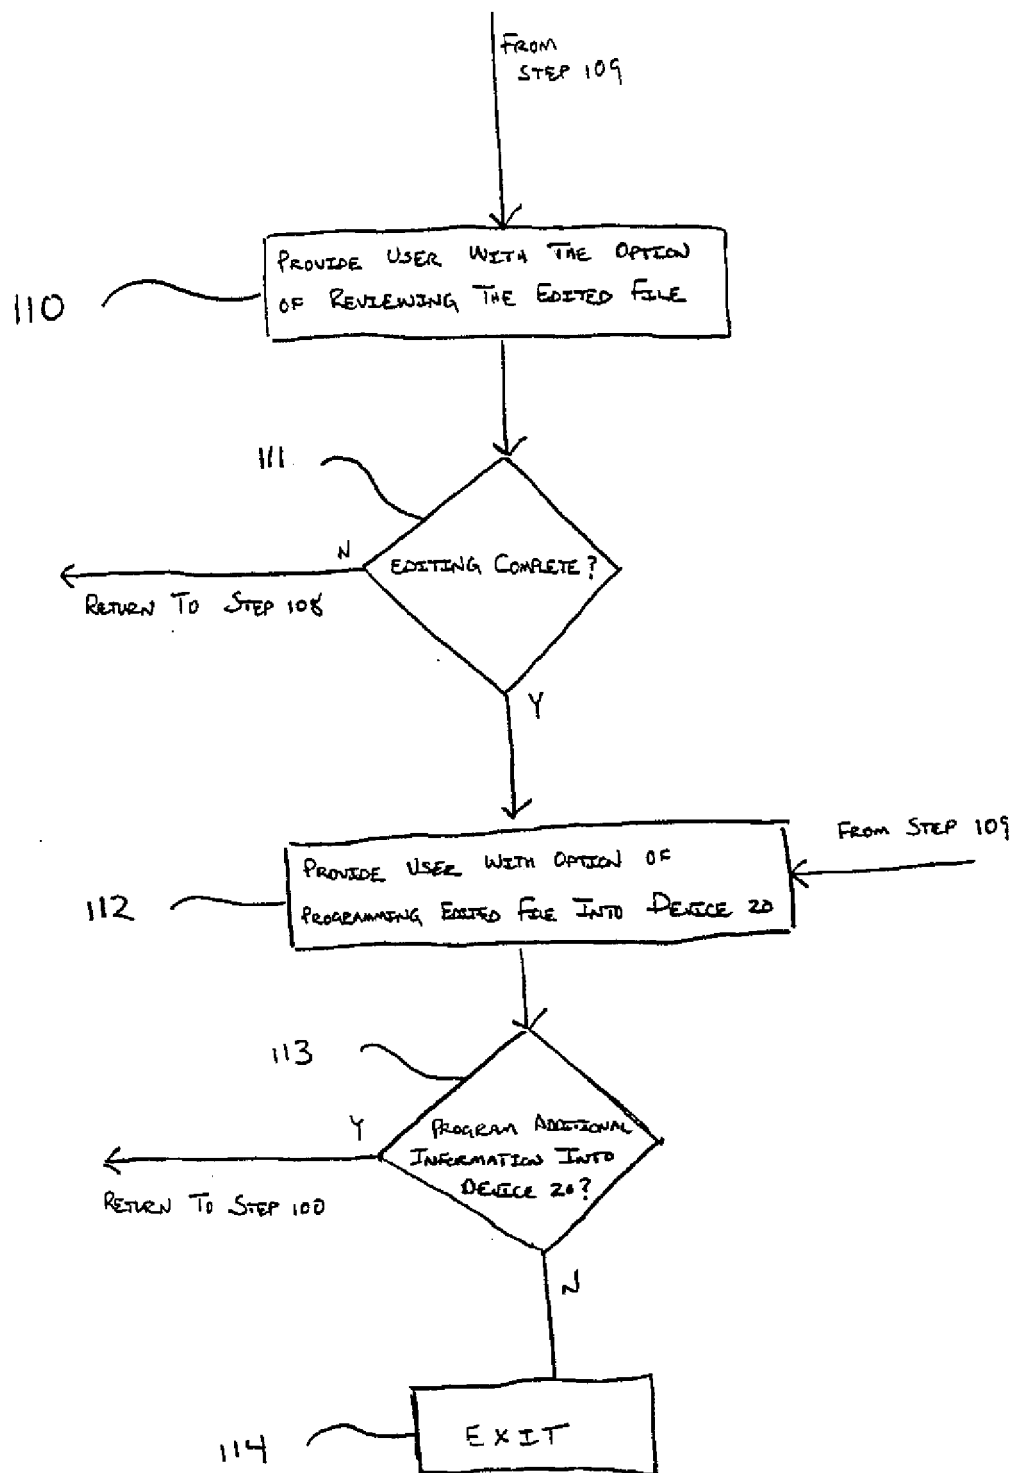 FROM
STEP 109
PROVIDE USER WITH THE OPTION
OF REVIEWING THE EDITED FILE
110
111
N
EDITING COMPLETE?
RETURN TO STEP 108
Y
FROM STEP 109
PROVIDE USER WITH OPTION OF
PROGRAMMING EDITED FILE INTO DEVICE 20
112
113
Y
PROGRAM ADDITIONAL
INFORMATION INTO
DEVICE 20?
RETURN TO STEP 100
N
EXIT
114